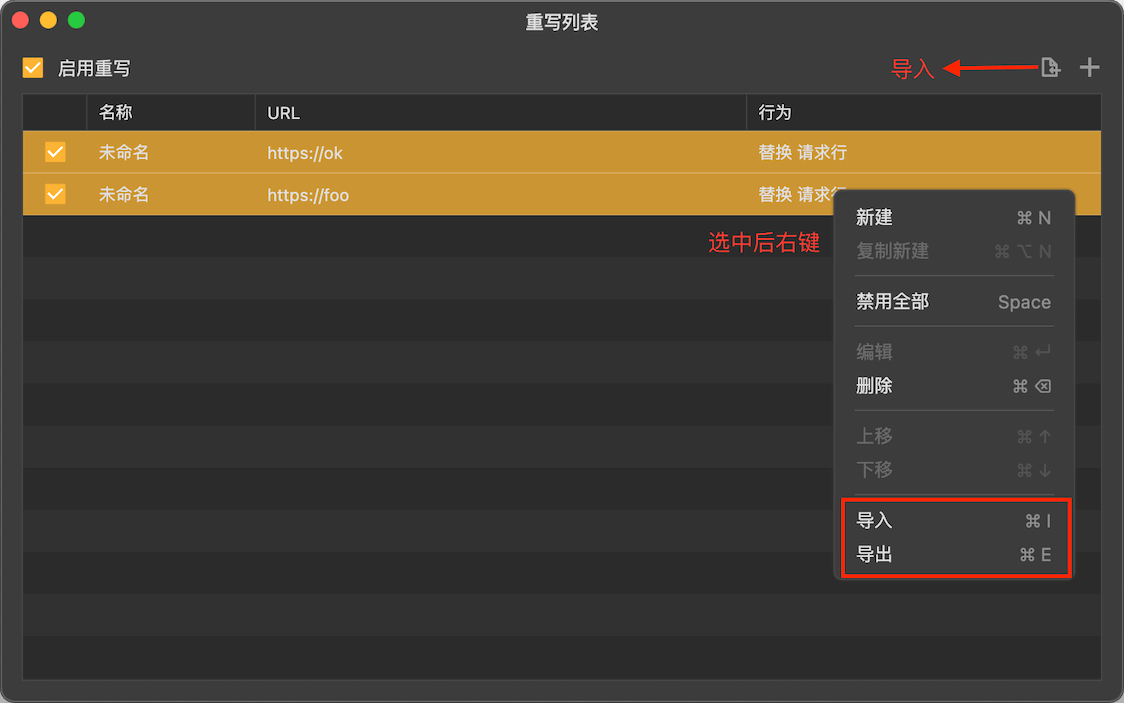 重写列表
启用重写
导入
名称 URL 行为
未命名 https://ok 替换 请求行
未命名 https://foo 替换 请求行
选中后右键
新建 ⌘ N
复制新建 ⌘ ⌥ N
禁用全部 Space
编辑 ⌘ ↩
删除 ⌘ ⌫
上移 ⌘ ↑
下移 ⌘ ↓
导入 ⌘ I
导出 ⌘ E